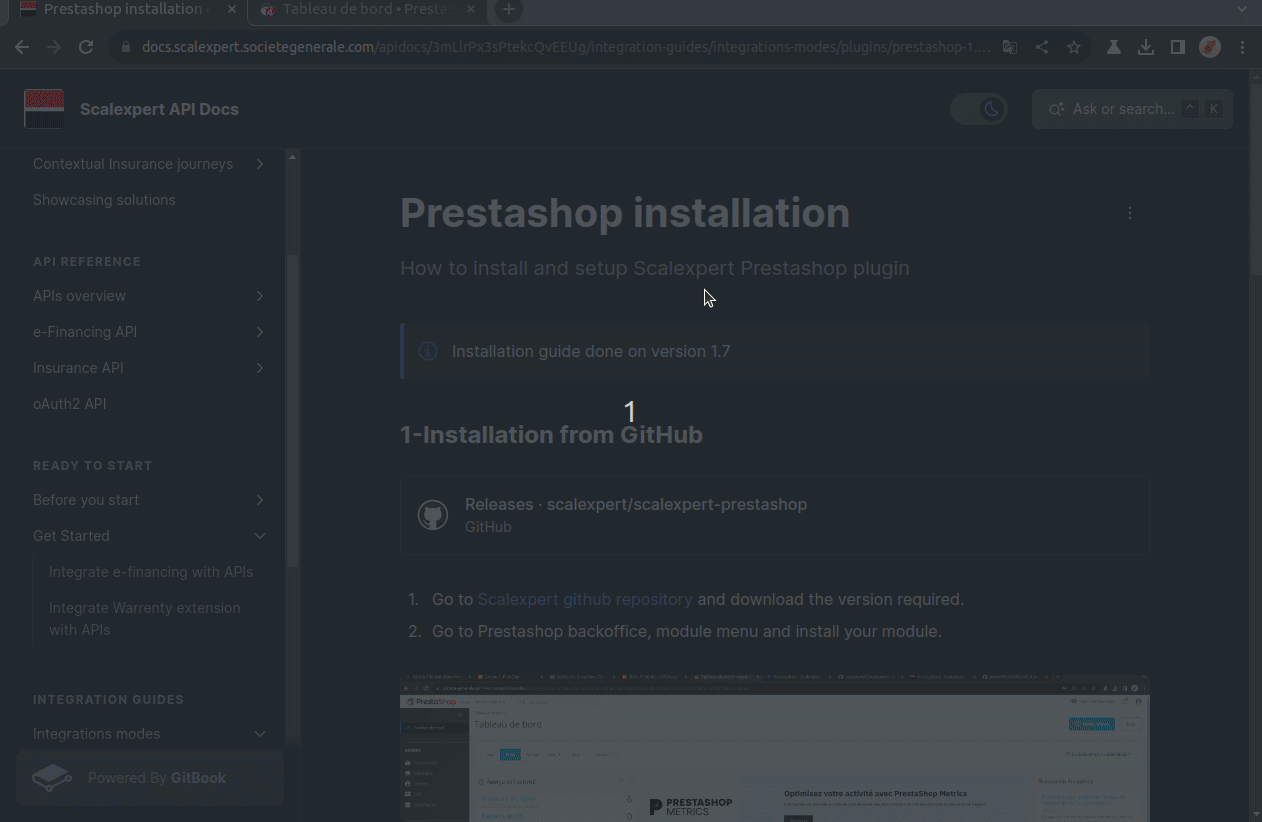 Prestashop installation
Tableau de bord • Presta
docs.scalexpert.societegenerale.com/apidocs/3mLlrPx3sPtekcQvEEUg/integration-guides/integrations-modes/plugins/prestashop-1....
Scalexpert API Docs
Ask or search...
^
K
Contextual Insurance journeys
Showcasing solutions
API REFERENCE
APIs overview
e-Financing API
Insurance API
oAuth2 API
READY TO START
Before you start
Get Started
Integrate e-financing with APIs
Integrate Warrenty extension
with APIs
INTEGRATION GUIDES
Integrations modes
Powered By GitBook
Prestashop installation
How to install and setup Scalexpert Prestashop plugin
Installation guide done on version 1.7
1
1-Installation from GitHub
Releases · scalexpert/scalexpert-prestashop
GitHub
1. Go to Scalexpert github repository and download the version required.
2. Go to Prestashop backoffice, module menu and install your module.
PrestaShop
Tableau de bord
Optimisez votre activité avec PrestaShop Metrics
PRESTASHOP
METRICS